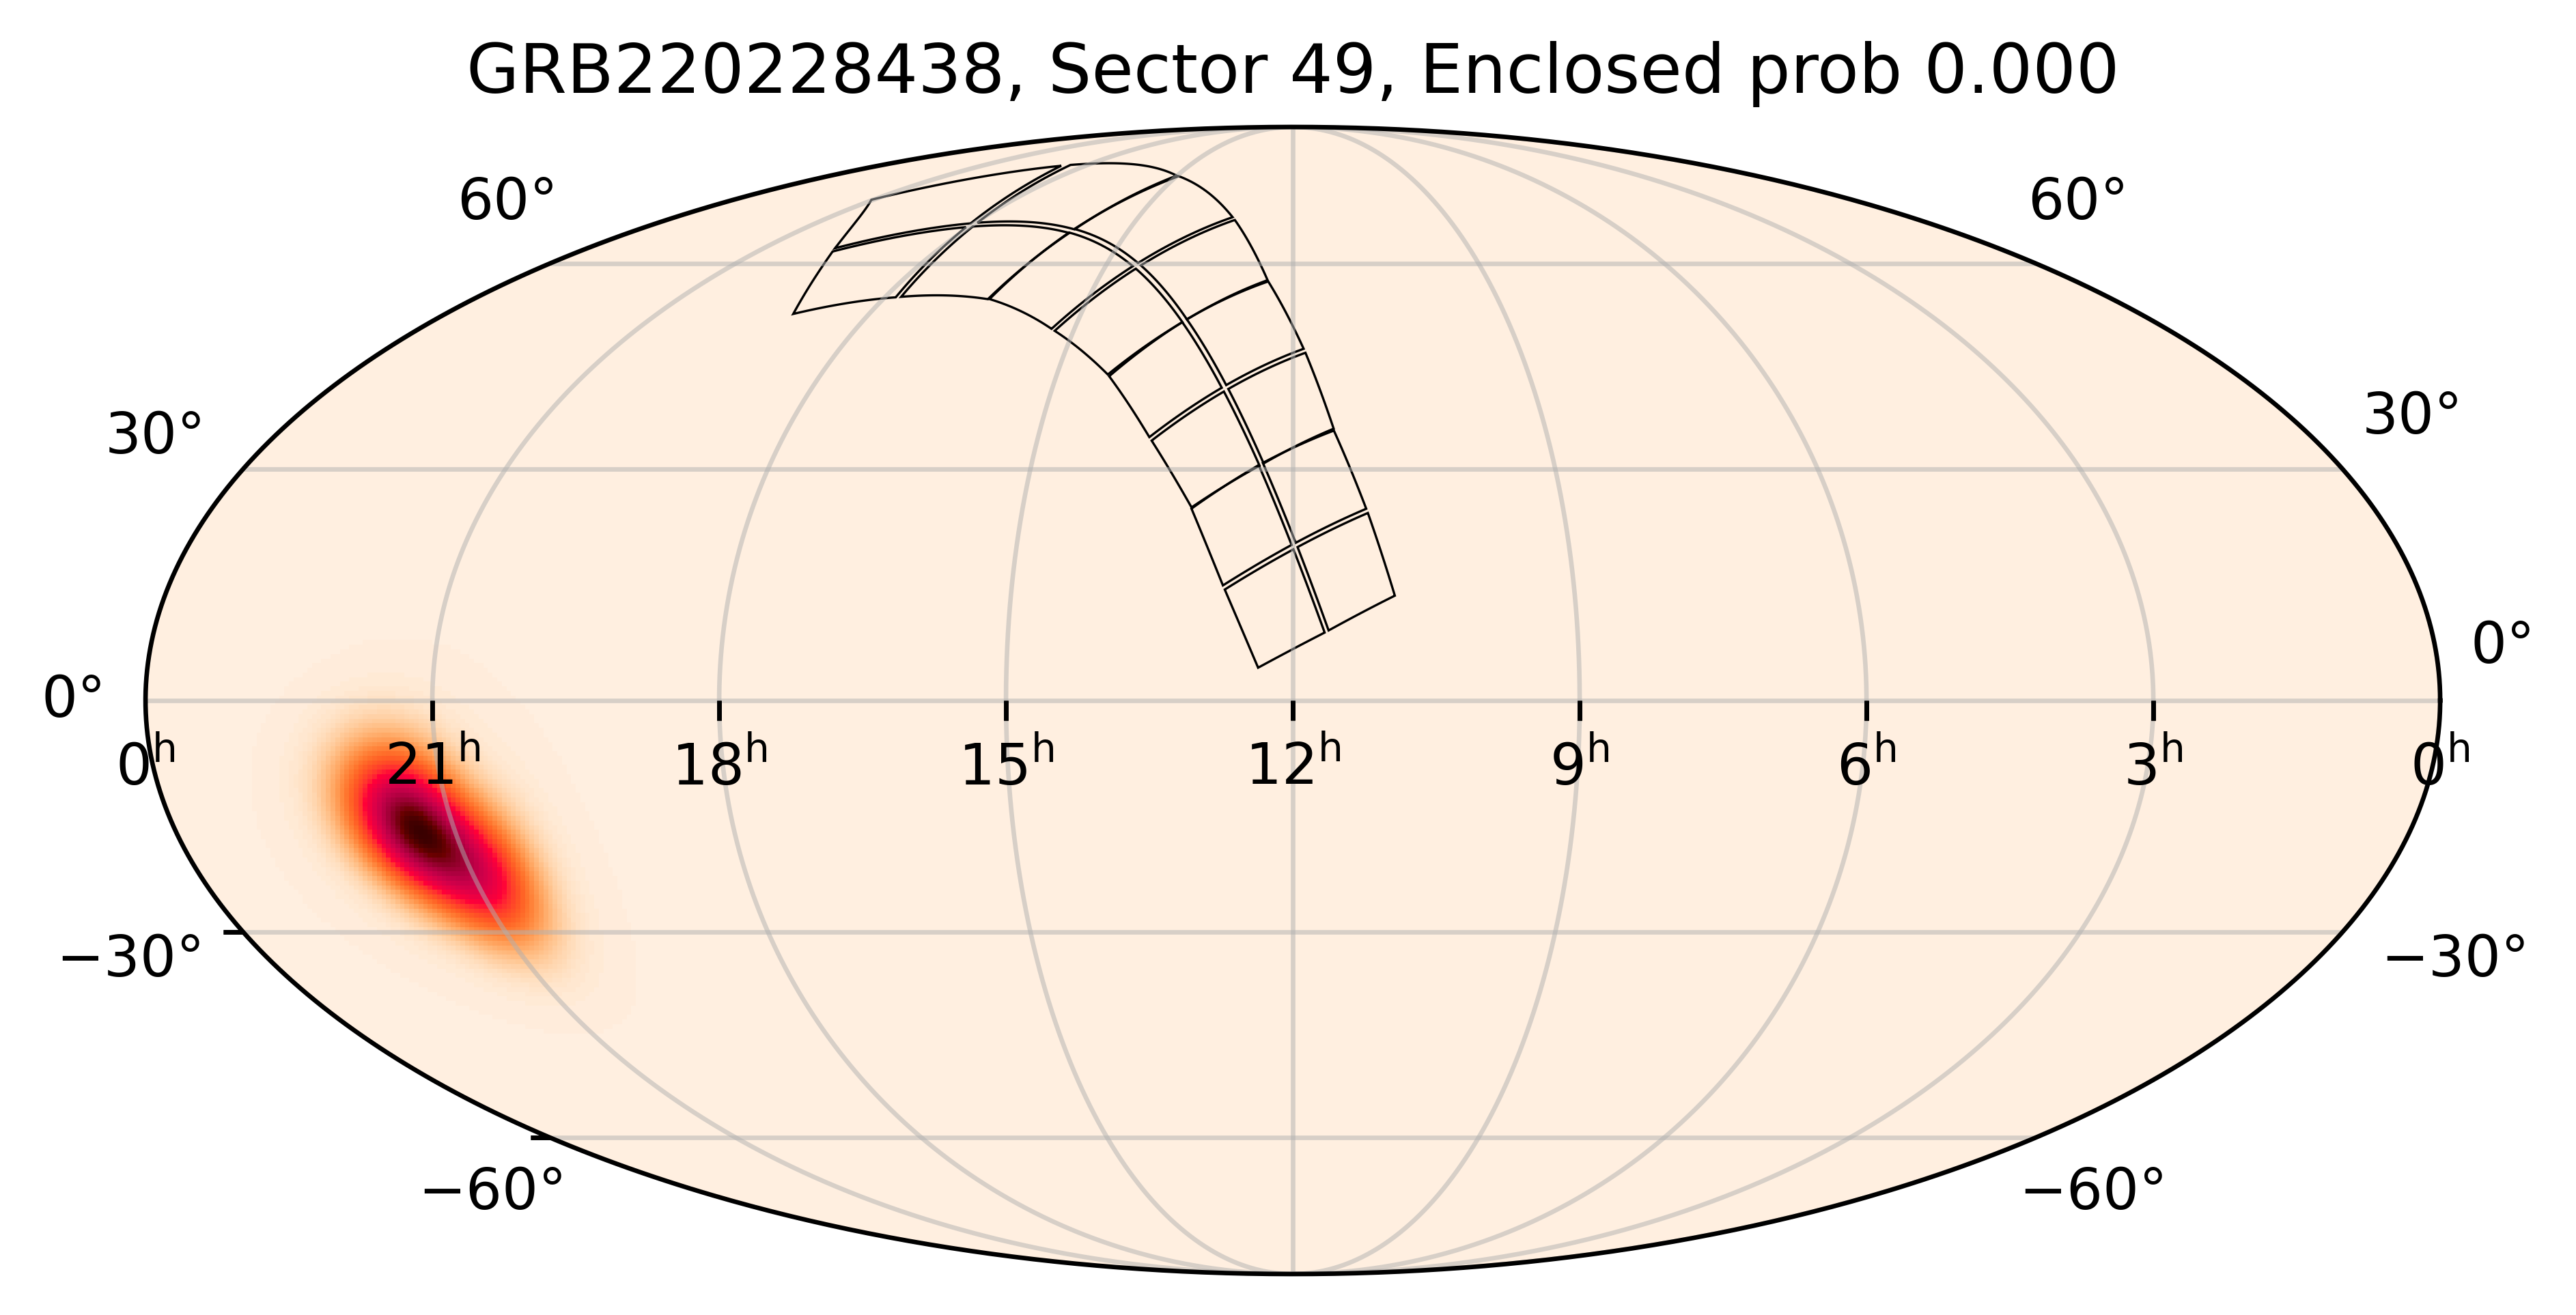 GRB220228438, Sector 49, Enclosed prob 0.000
60° 60°
30° 30°
0° 0°
0ʰ 21ʰ 18ʰ 15ʰ 12ʰ 9ʰ 6ʰ 3ʰ 0ʰ
−30° −30°
−60° −60°